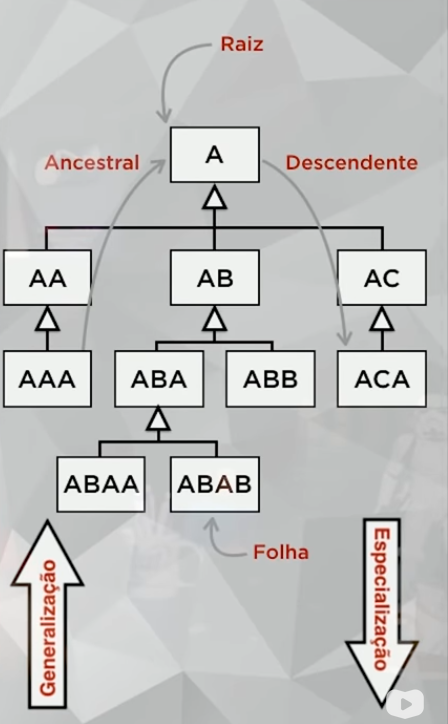 Raiz
A
Ancestral
Descendente
AA
AB
AC
AAA
ABA
ABB
ACA
ABAA
ABAB
Folha
Generalização
Especialização